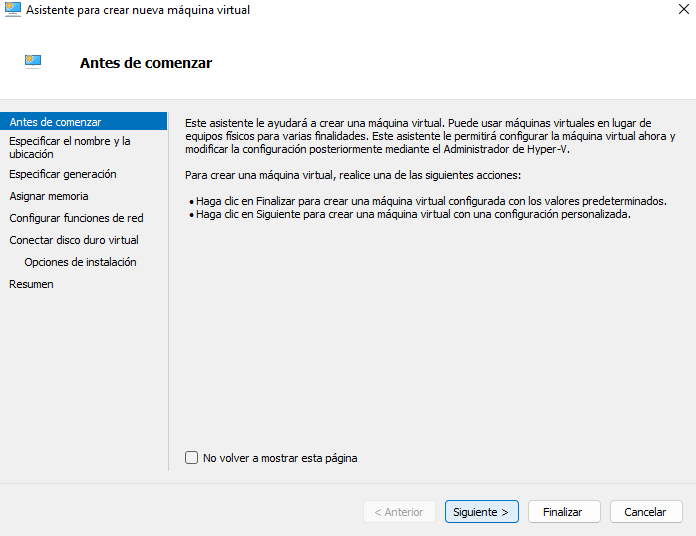 Asistente para crear nueva máquina virtual
Antes de comenzar
Antes de comenzar
Especificar el nombre y la
ubicación
Especificar generación
Asignar memoria
Configurar funciones de red
Conectar disco duro virtual
Opciones de instalación
Resumen
Este asistente le ayudará a crear una máquina virtual. Puede usar máquinas virtuales en lugar de
equipos físicos para varias finalidades. Este asistente le permitirá configurar la máquina virtual ahora y
modificar la configuración posteriormente mediante el Administrador de Hyper-V.
Para crear una máquina virtual, realice una de las siguientes acciones:
• Haga clic en Finalizar para crear una máquina virtual configurada con los valores predeterminados.
• Haga clic en Siguiente para crear una máquina virtual con una configuración personalizada.
No volver a mostrar esta página
< Anterior
Siguiente >
Finalizar
Cancelar